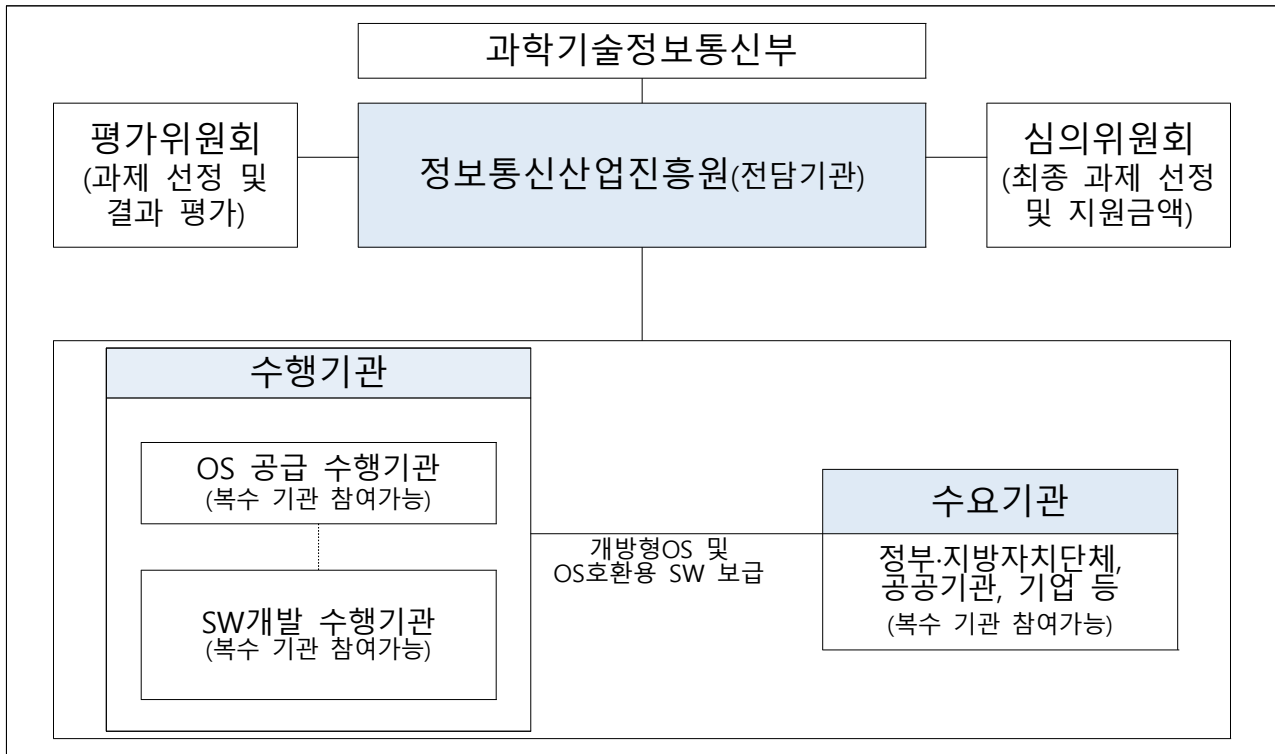 과학기술정보통신부
평가위원회
(과제 선정 및
결과 평가)
정보통신산업진흥원(전담기관)
심의위원회
(최종 과제 선정
및 지원금액)
수행기관
OS 공급 수행기관
(복수 기관 참여가능)
SW개발 수행기관
(복수 기관 참여가능)
개방형OS 및
OS호환용 SW 보급
수요기관
정부·지방자치단체,
공공기관, 기업 등
(복수 기관 참여가능)